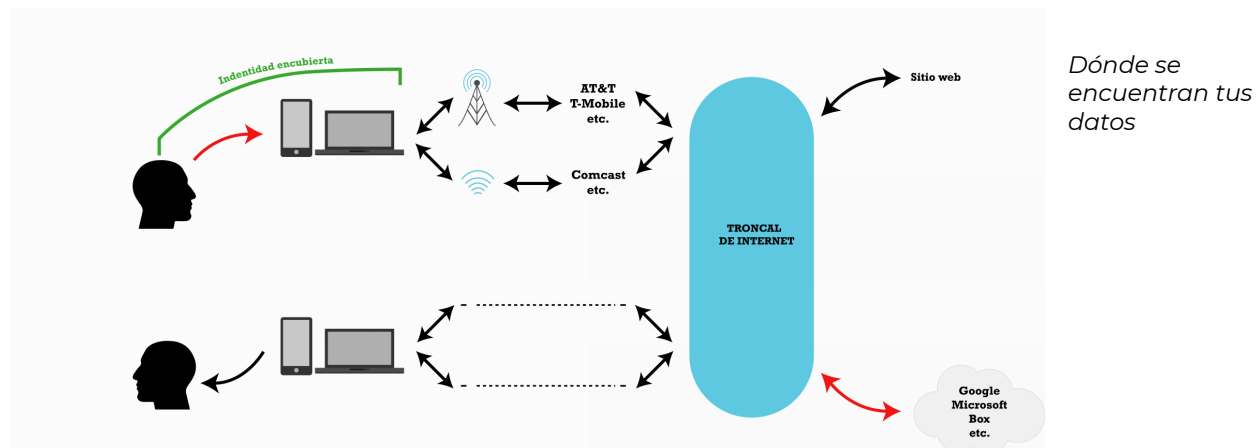 Indentidad encubierta
AT&T
T-Mobile
etc.
Comcast
etc.
TRONCAL
DE INTERNET
Sitio web
Google
Microsoft
Box
etc.
Dónde se
encuentran tus
datos